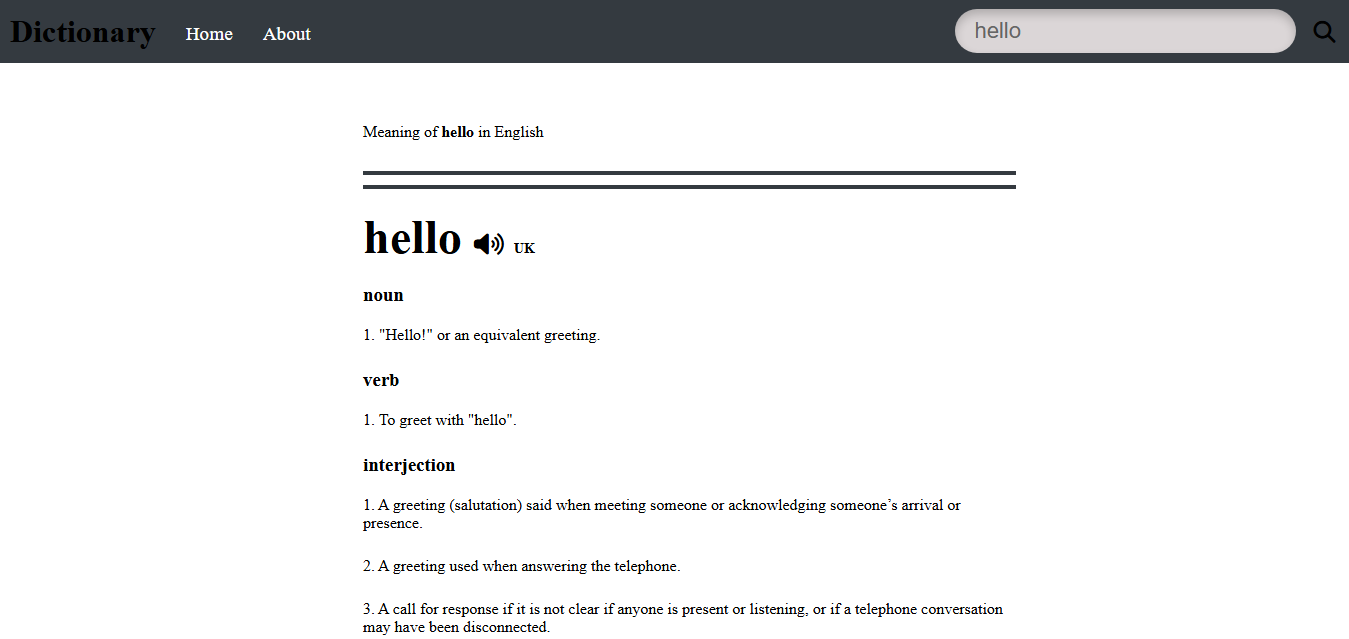 Dictionary Home About hello
Meaning of hello in English
hello UK
noun
1. "Hello!" or an equivalent greeting.
verb
1. To greet with "hello".
interjection
1. A greeting (salutation) said when meeting someone or acknowledging someone’s arrival or
presence.
2. A greeting used when answering the telephone.
3. A call for response if it is not clear if anyone is present or listening, or if a telephone conversation
may have been disconnected.